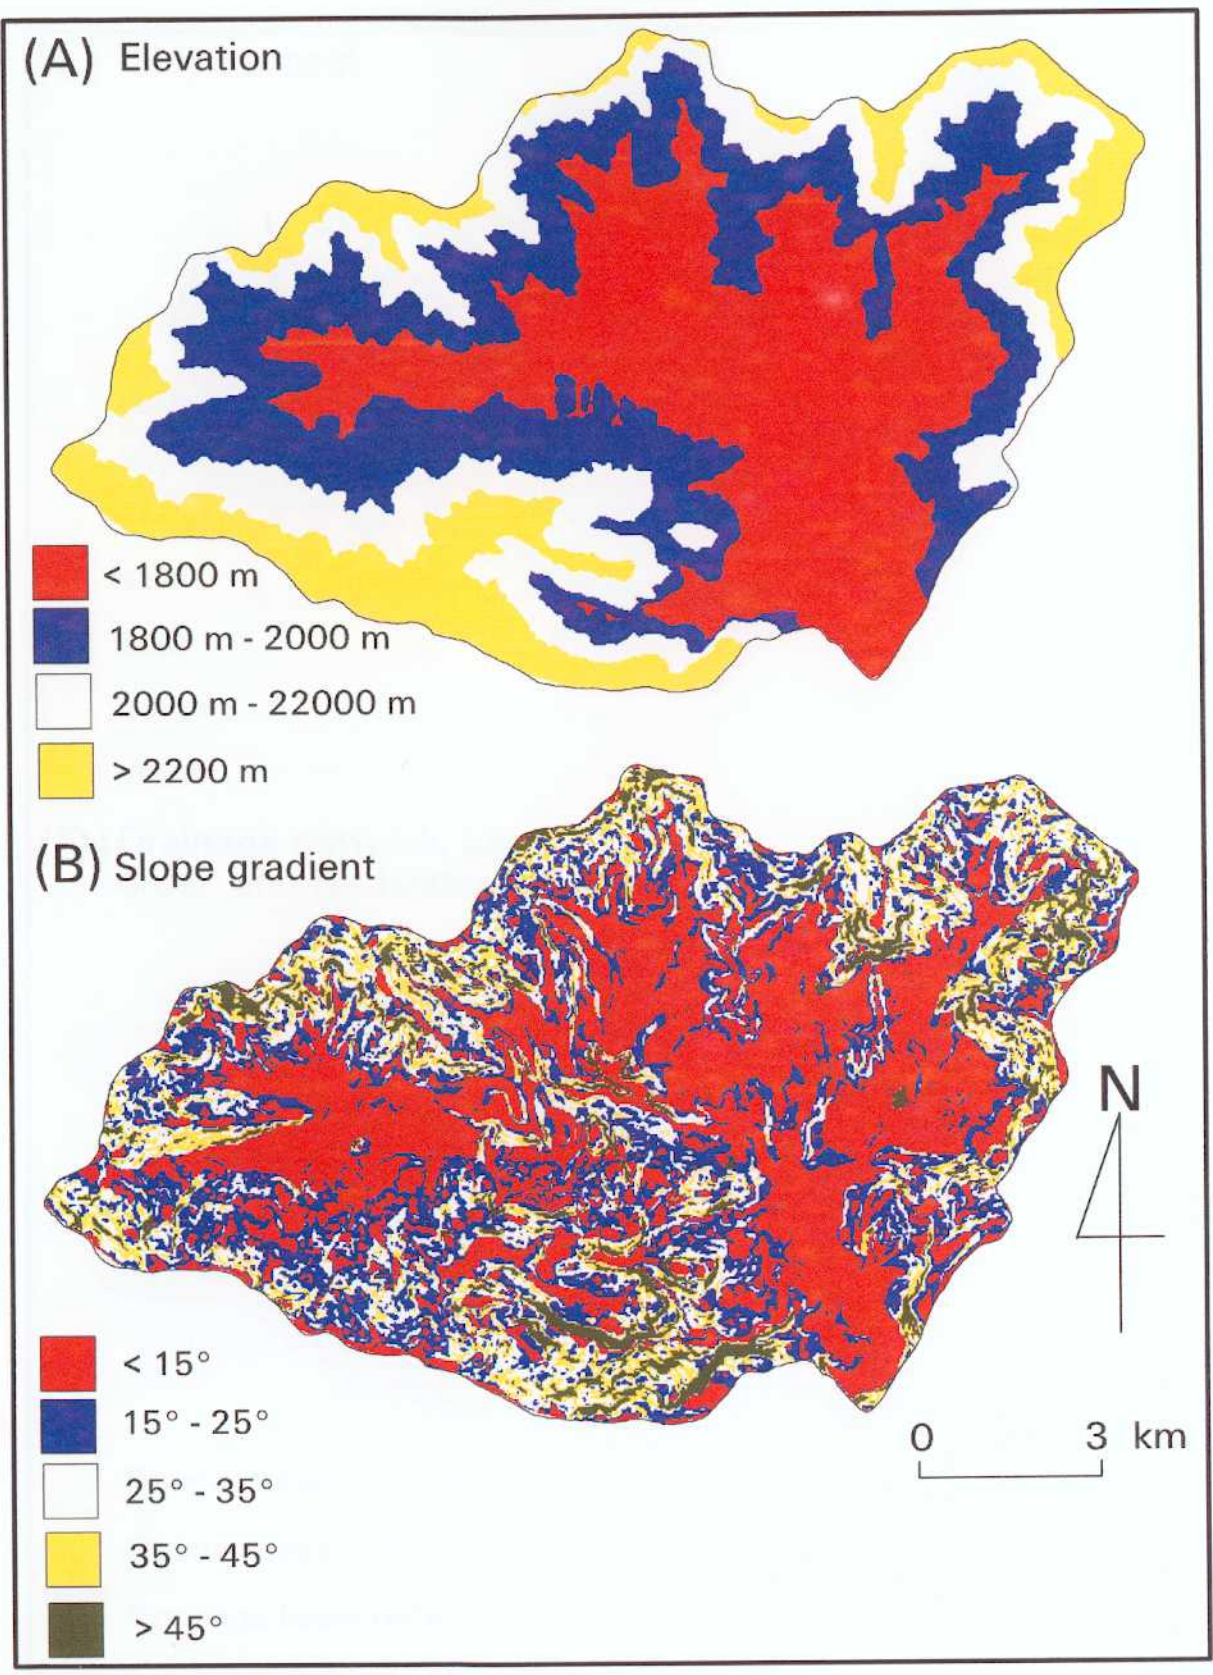 (A) Elevation
< 1800 m
1800 m - 2000 m
2000 m - 22000 m
> 2200 m
(B) Slope gradient
N
< 15°
15° - 25°
25° - 35°
35° - 45°
> 45°
0 3 km